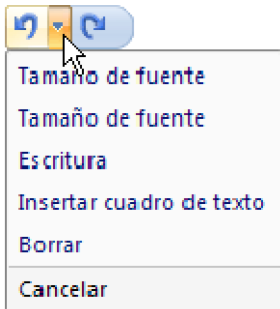 Tamaño de fuente
Tamaño de fuente
Escritura
Insertar cuadro de texto
Borrar
Cancelar